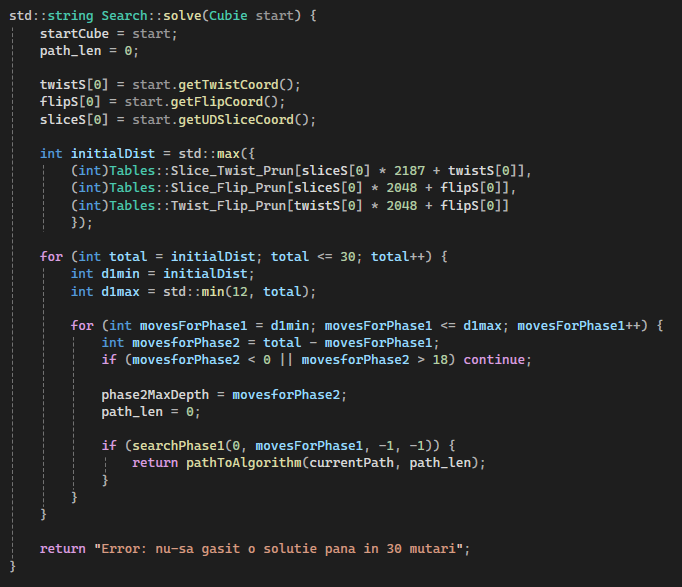 std::string Search::solve(Cubie start) {
    startCube = start;
    path_len = 0;

    twistS[0] = start.getTwistCoord();
    flipS[0] = start.getFlipCoord();
    sliceS[0] = start.getUDSliceCoord();

    int initialDist = std::max({
        (int)Tables::Slice_Twist_Prun[sliceS[0] * 2187 + twistS[0]],
        (int)Tables::Slice_Flip_Prun[sliceS[0] * 2048 + flipS[0]],
        (int)Tables::Twist_Flip_Prun[twistS[0] * 2048 + flipS[0]]
        });

    for (int total = initialDist; total <= 30; total++) {
        int d1min = initialDist;
        int d1max = std::min(12, total);

        for (int movesForPhase1 = d1min; movesForPhase1 <= d1max; movesForPhase1++) {
            int movesforPhase2 = total - movesForPhase1;
            if (movesforPhase2 < 0 || movesforPhase2 > 18) continue;

            phase2MaxDepth = movesforPhase2;
            path_len = 0;

            if (searchPhase1(0, movesForPhase1, -1, -1)) {
                return pathToAlgorithm(currentPath, path_len);
            }
        }
    }

    return "Error: nu-sa gasit o solutie pana in 30 mutari";
}